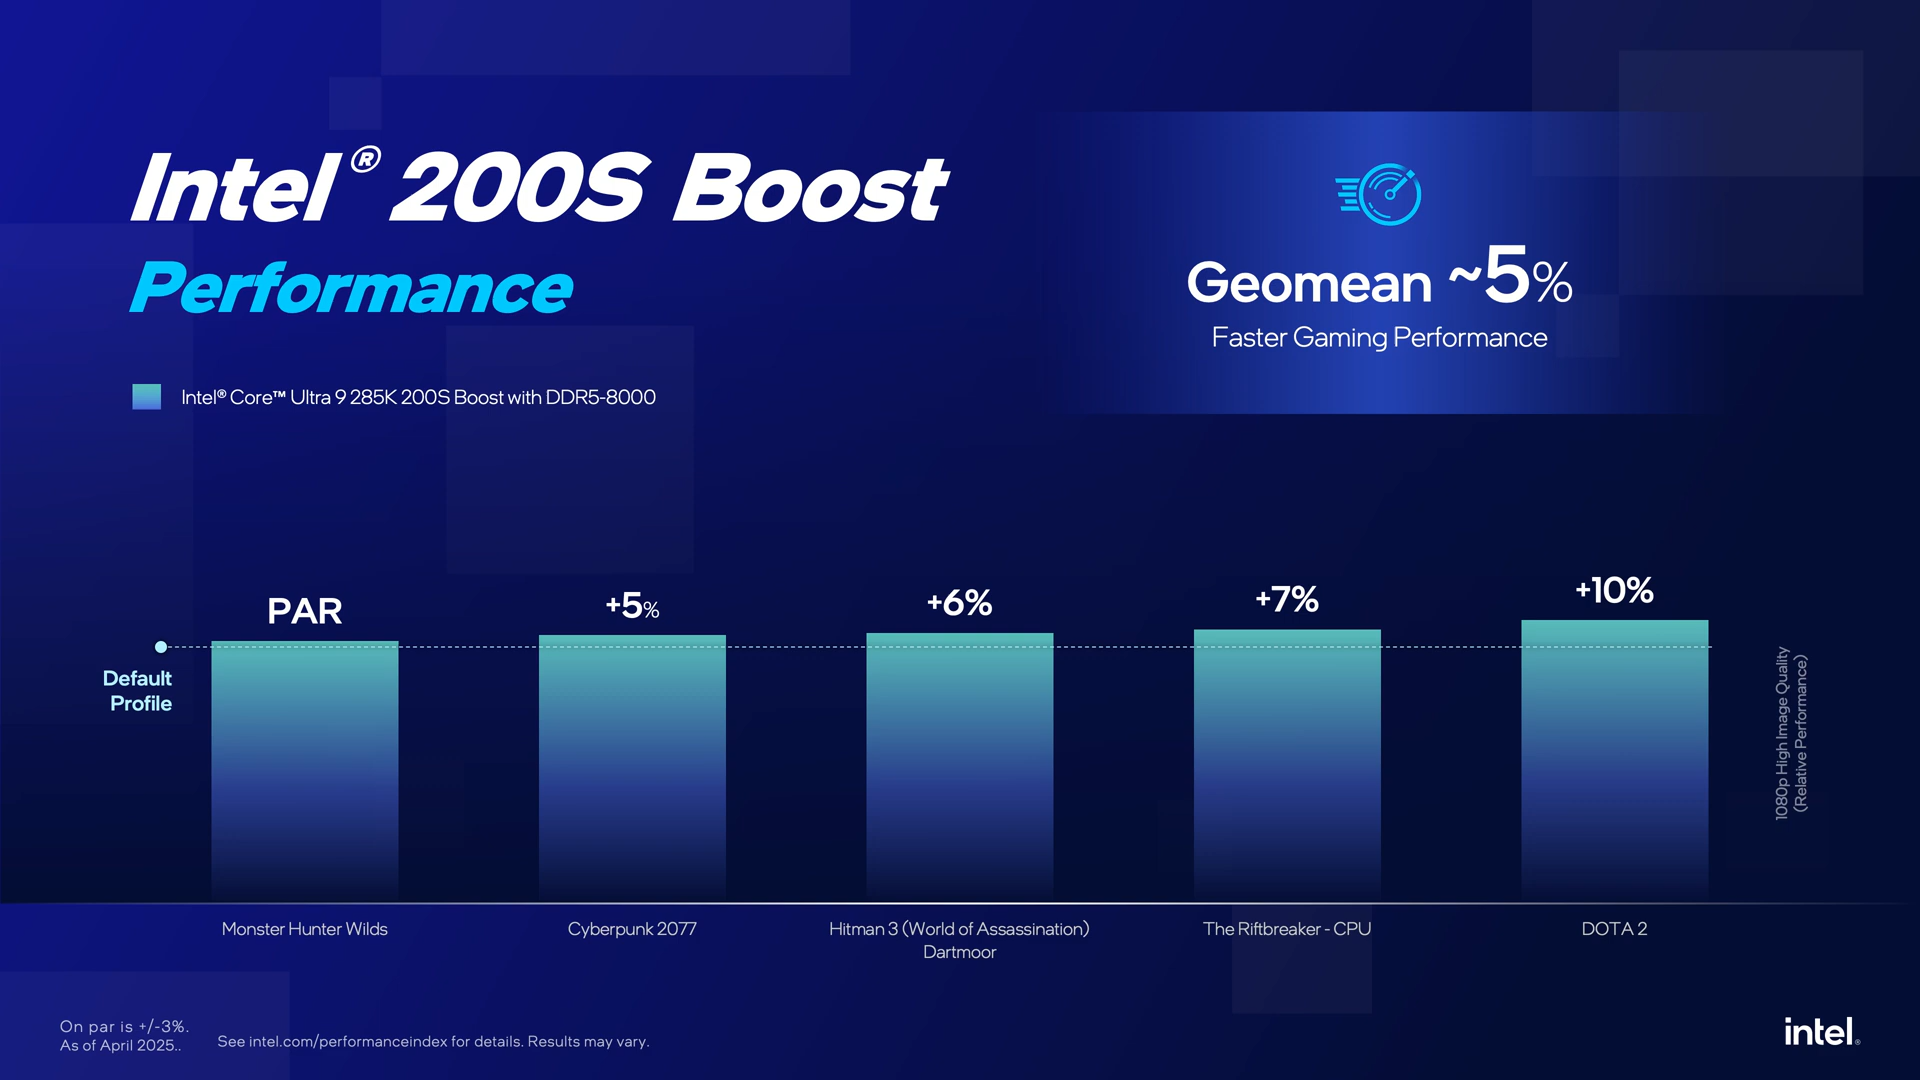 Intel® 200S Boost
Performance
Geomean ~5%
Faster Gaming Performance
Intel® Core™ Ultra 9 285K 200S Boost with DDR5-8000
PAR
+5%
+6%
+7%
+10%
Default
Profile
1080p High Image Quality
(Relative Performance)
Monster Hunter Wilds
Cyberpunk 2077
Hitman 3 (World of Assassination)
Dartmoor
The Riftbreaker - CPU
DOTA 2
On par is +/-3%.
As of April 2025..
See intel.com/performanceindex for details. Results may vary.
intel®